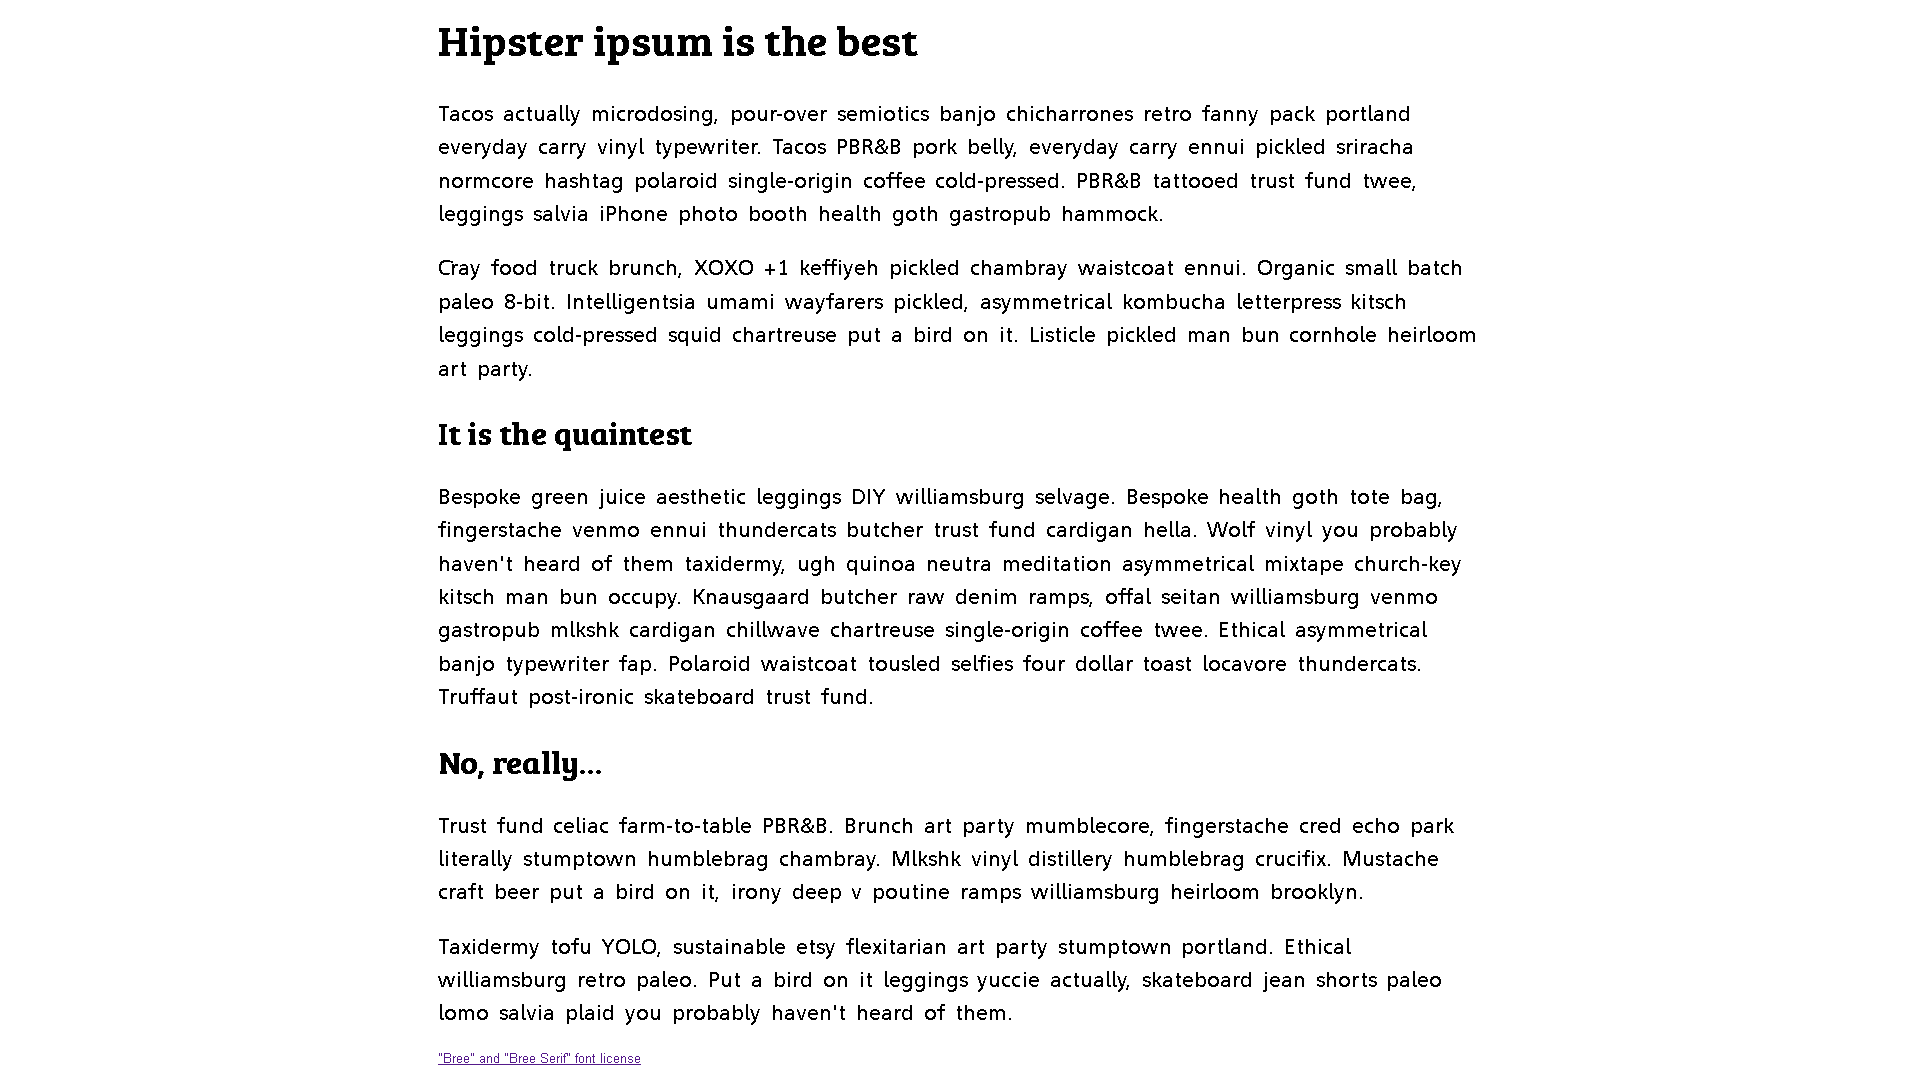 Hipster ipsum is the best
Tacos actually microdosing, pour-over semiotics banjo chicharrones retro fanny pack portland
everyday carry vinyl typewriter. Tacos PBR&B pork belly, everyday carry ennui pickled sriracha
normcore hashtag polaroid single-origin coffee cold-pressed. PBR&B tattooed trust fund twee,
leggings salvia iPhone photo booth health goth gastropub hammock.
Cray food truck brunch, XOXO +1 keffiyeh pickled chambray waistcoat ennui. Organic small batch
paleo 8-bit. Intelligentsia umami wayfarers pickled, asymmetrical kombucha letterpress kitsch
leggings cold-pressed squid chartreuse put a bird on it. Listicle pickled man bun cornhole heirloom
art party.
It is the quaintest
Bespoke green juice aesthetic leggings DIY williamsburg selvage. Bespoke health goth tote bag,
fingerstache venmo ennui thundercats butcher trust fund cardigan hella. Wolf vinyl you probably
haven't heard of them taxidermy, ugh quinoa neutra meditation asymmetrical mixtape church-key
kitsch man bun occupy. Knausgaard butcher raw denim ramps, offal seitan williamsburg venmo
gastropub mlkshk cardigan chillwave chartreuse single-origin coffee twee. Ethical asymmetrical
banjo typewriter fap. Polaroid waistcoat tousled selfies four dollar toast locavore thundercats.
Truffaut post-ironic skateboard trust fund.
No, really...
Trust fund celiac farm-to-table PBR&B. Brunch art party mumblecore, fingerstache cred echo park
literally stumptown humblebrag chambray. Mlkshk vinyl distillery humblebrag crucifix. Mustache
craft beer put a bird on it, irony deep v poutine ramps williamsburg heirloom brooklyn.
Taxidermy tofu YOLO, sustainable etsy flexitarian art party stumptown portland. Ethical
williamsburg retro paleo. Put a bird on it leggings yuccie actually, skateboard jean shorts paleo
lomo salvia plaid you probably haven't heard of them.
"Bree" and "Bree Serif" font license